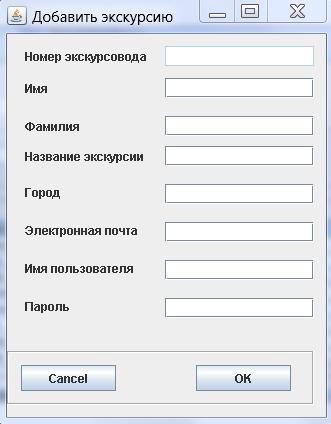 Добавить экскурсию
Номер экскурсовода
Имя
Фамилия
Название экскурсии
Город
Электронная почта
Имя пользователя
Пароль
Cancel OK